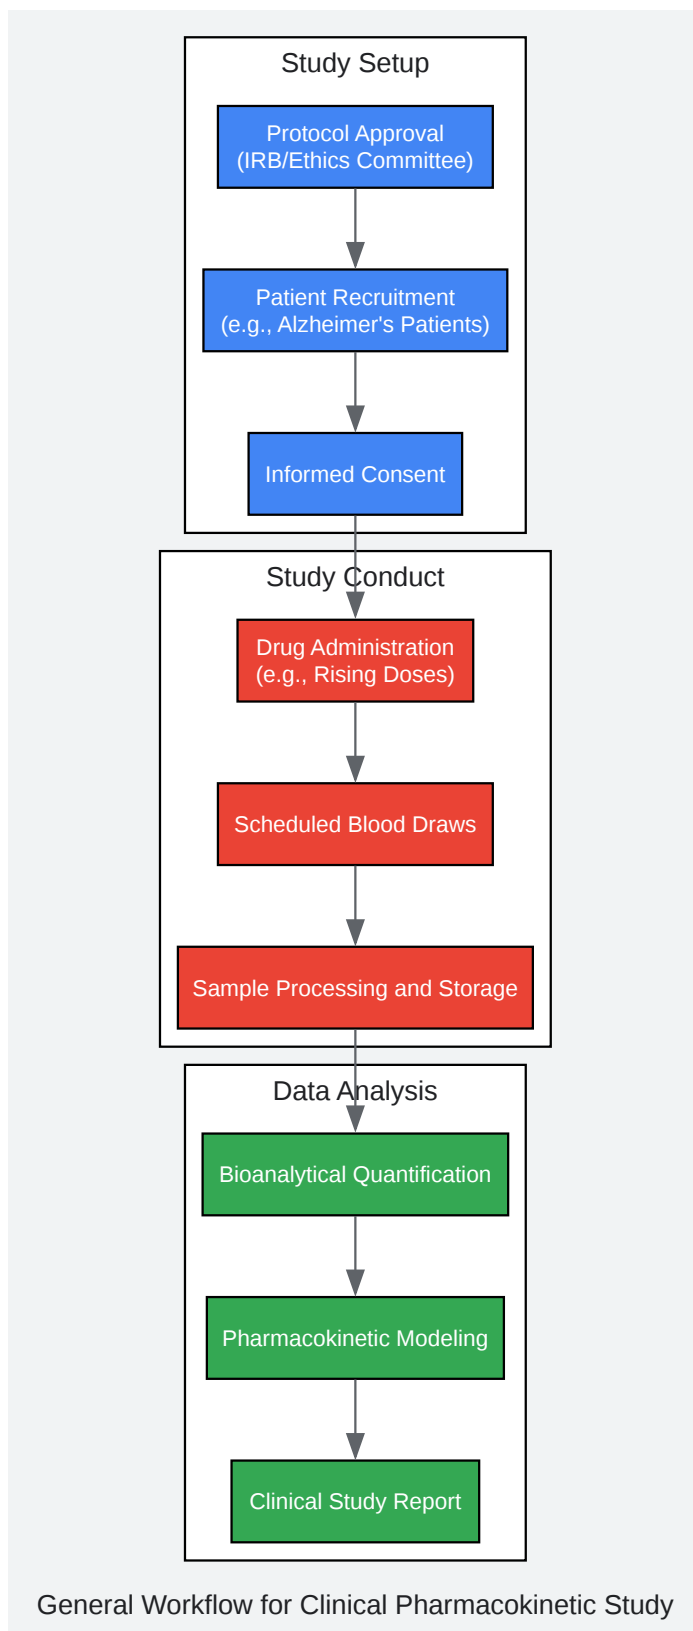 Study Setup
Protocol Approval
(IRB/Ethics Committee)
Patient Recruitment
(e.g., Alzheimer's Patients)
Informed Consent
Study Conduct
Drug Administration
(e.g., Rising Doses)
Scheduled Blood Draws
Sample Processing and Storage
Data Analysis
Bioanalytical Quantification
Pharmacokinetic Modeling
Clinical Study Report
General Workflow for Clinical Pharmacokinetic Study